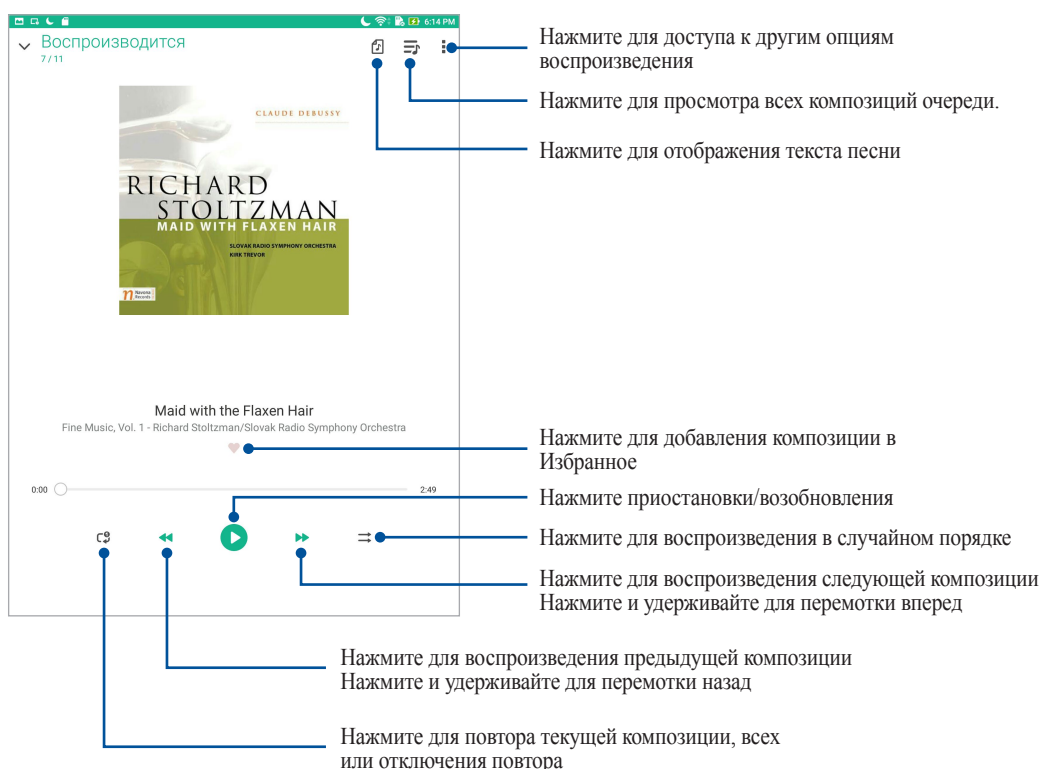 6:14 PM
Воспроизводится
7 / 11
Нажмите для доступа к другим опциям
воспроизведения
Нажмите для просмотра всех композиций очереди.
Нажмите для отображения текста песни
CLAUDE DEBUSSY
RICHARD
STOLTZMAN
MAID WITH FLAXEN HAIR
SLOVAK RADIO SYMPHONY ORCHESTRA
KIRK TREVOR
n Navona
Records
Maid with the Flaxen Hair
Fine Music, Vol. 1 - Richard Stoltzman/Slovak Radio Symphony Orchestra
Нажмите для добавления композиции в
Избранное
0:00
2:49
Нажмите приостановки/возобновления
Нажмите для воспроизведения в случайном порядке
Нажмите для воспроизведения следующей композиции
Нажмите и удерживайте для перемотки вперед
Нажмите для воспроизведения предыдущей композиции
Нажмите и удерживайте для перемотки назад
Нажмите для повтора текущей композиции, всех
или отключения повтора